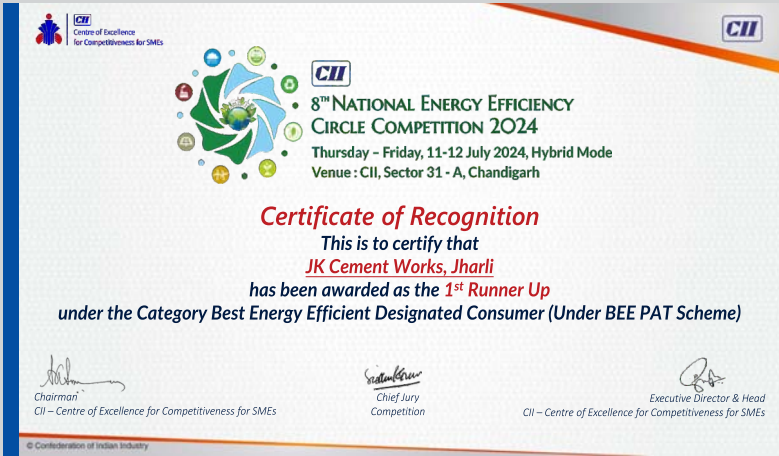 CII
Centre of Excellence
for Competitiveness for SMEs
CII
CII
8TH NATIONAL ENERGY EFFICIENCY
CIRCLE COMPETITION 2024
Thursday – Friday, 11-12 July 2024, Hybrid Mode
Venue : CII, Sector 31 - A, Chandigarh
Certificate of Recognition
This is to certify that
JK Cement Works, Jharli
has been awarded as the 1st Runner Up
under the Category Best Energy Efficient Designated Consumer (Under BEE PAT Scheme)
Chairman
CII – Centre of Excellence for Competitiveness for SMEs
Chief Jury
Competition
Executive Director & Head
CII – Centre of Excellence for Competitiveness for SMEs
© Confederation of Indian Industry